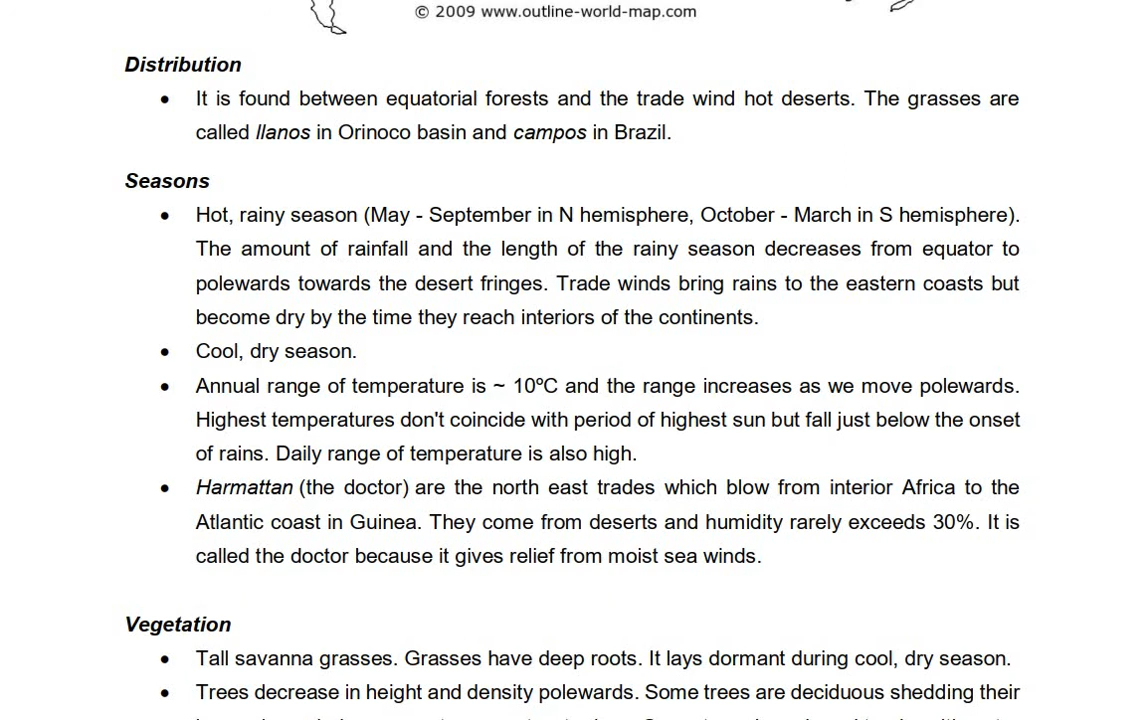 © 2009 www.outline-world-map.com
Distribution
• It is found between equatorial forests and the trade wind hot deserts. The grasses are
called llanos in Orinoco basin and campos in Brazil.
Seasons
• Hot, rainy season (May - September in N hemisphere, October - March in S hemisphere).
The amount of rainfall and the length of the rainy season decreases from equator to
polewards towards the desert fringes. Trade winds bring rains to the eastern coasts but
become dry by the time they reach interiors of the continents.
• Cool, dry season.
• Annual range of temperature is ~ 10ºC and the range increases as we move polewards.
Highest temperatures don't coincide with period of highest sun but fall just below the onset
of rains. Daily range of temperature is also high.
• Harmattan (the doctor) are the north east trades which blow from interior Africa to the
Atlantic coast in Guinea. They come from deserts and humidity rarely exceeds 30%. It is
called the doctor because it gives relief from moist sea winds.
Vegetation
• Tall savanna grasses. Grasses have deep roots. It lays dormant during cool, dry season.
• Trees decrease in height and density polewards. Some trees are deciduous shedding their